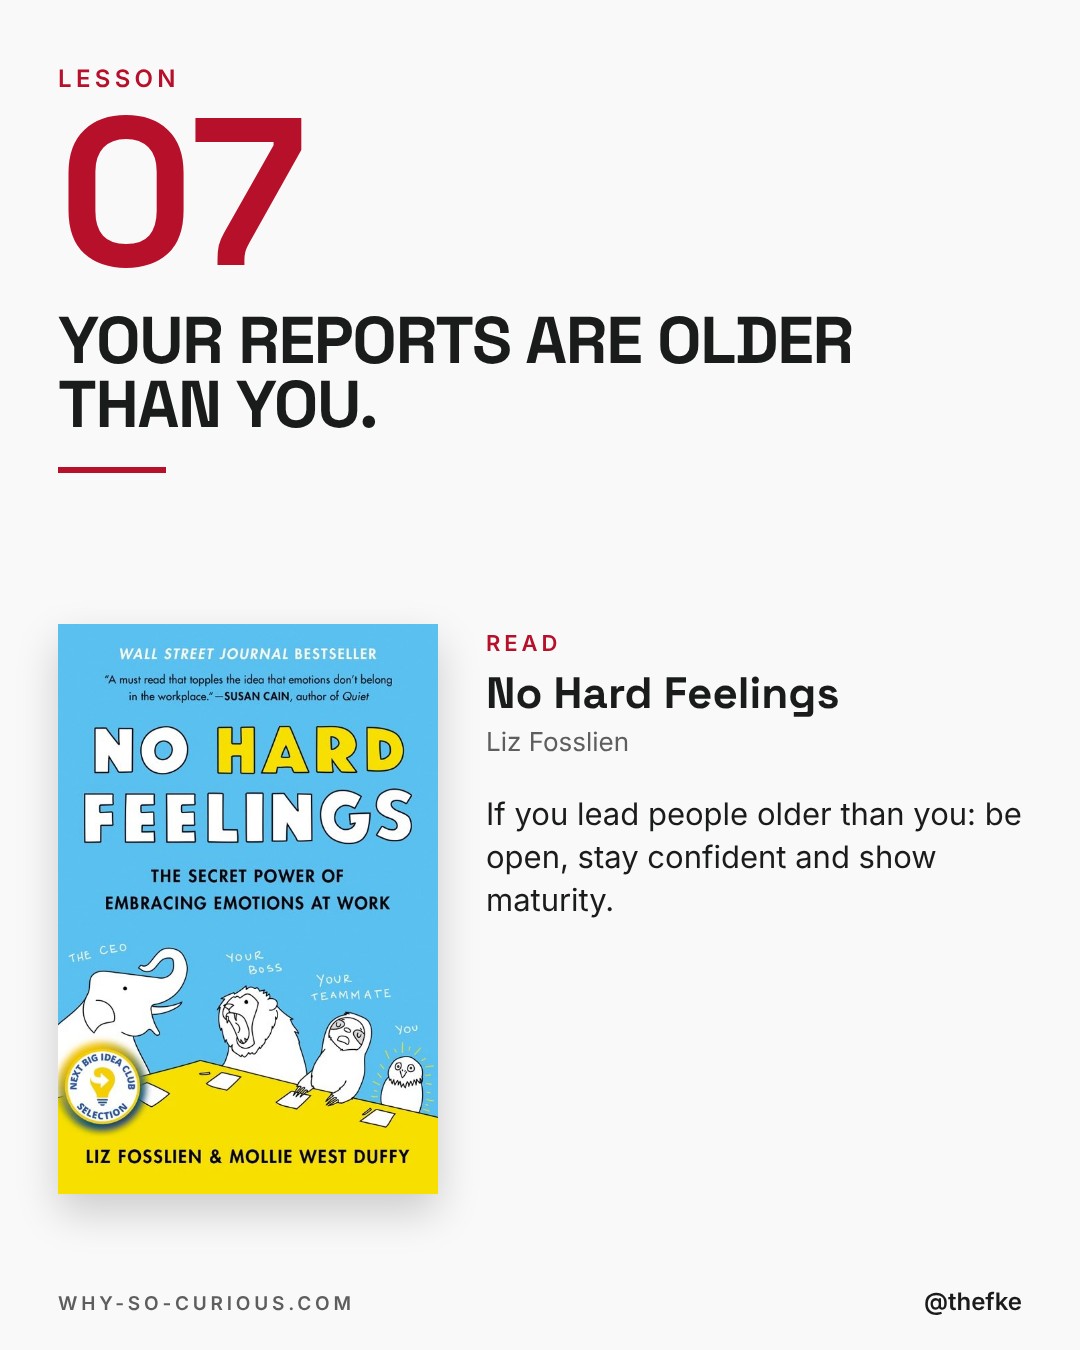 LESSON
07
YOUR REPORTS ARE OLDER
THAN YOU.
WALL STREET JOURNAL BESTSELLER
“A must read that topples the idea that emotions don’t belong
in the workplace.”—SUSAN CAIN, author of Quiet
NO HARD
FEELINGS
THE SECRET POWER OF
EMBRACING EMOTIONS AT WORK
THE CEO
YOUR
BOSS
YOUR
TEAMMATE
YOU
NEXT BIG IDEA CLUB
SELECTION
LIZ FOSSLIEN & MOLLIE WEST DUFFY
READ
No Hard Feelings
Liz Fosslien
If you lead people older than you: be
open, stay confident and show
maturity.
WHY-SO-CURIOUS.COM
@thefke